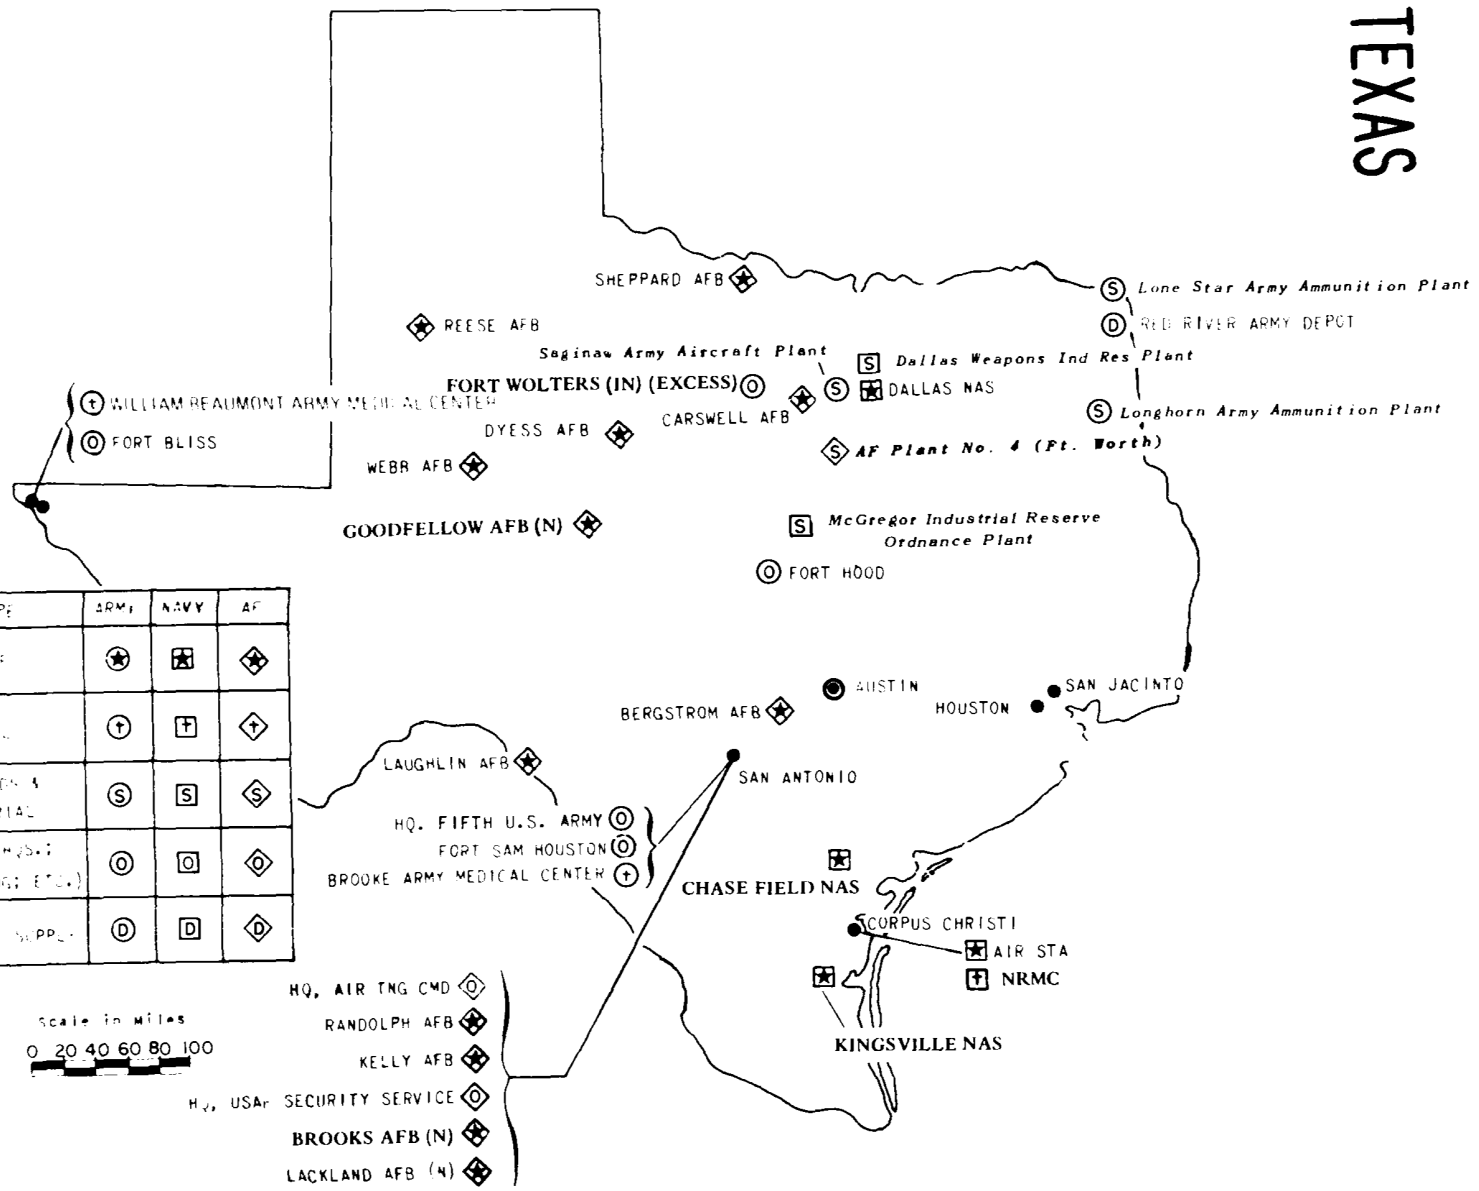 TEXAS
SHEPPARD AFB
S Lone Star Army Ammunition Plant
D RED RIVER ARMY DEPOT
REESE AFB
Saginaw Army Aircraft Plant
S Dallas Weapons Ind Res Plant
FORT WOLTERS (IN) (EXCESS) O
S
DALLAS NAS
WILLIAM BEAUMONT ARMY MEDICAL CENTER
O FORT BLISS
CARSWELL AFB
S Longhorn Army Ammunition Plant
DYESS AFB
S AF Plant No. 4 (Ft. Worth)
WEBB AFB
GOODFELLOW AFB (N)
S McGregor Industrial Reserve
Ordnance Plant
O FORT HOOD
ARMY NAVY AF
S S S
O O O
ETC.)
D D D
AUSTIN
BERGSTROM AFB
HOUSTON
SAN JACINTO
LAUGHLIN AFB
SAN ANTONIO
HQ. FIFTH U.S. ARMY O
FORT SAM HOUSTON O
BROOKE ARMY MEDICAL CENTER
CHASE FIELD NAS
CORPUS CHRISTI
AIR STA
NRMC
KINGSVILLE NAS
HQ, AIR TNG CMD O
RANDOLPH AFB
KELLY AFB
HQ, USAF SECURITY SERVICE O
BROOKS AFB (N)
LACKLAND AFB (N)
Scale in Miles
0 20 40 60 80 100